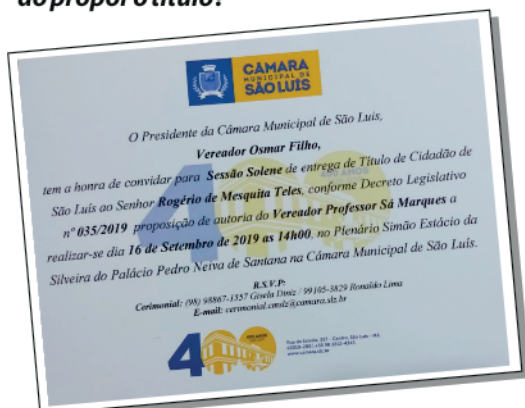 do propor o título?
CAMARA
MUNICIPAL DE
SÃO LUÍS
O Presidente da Câmara Municipal de São Luis,
Vereador Osmar Filho,
tem a honra de convidar para Sessão Solene de entrega de Título de Cidadão de
São Luís ao Senhor Rogério de Mesquita Teles, conforme Decreto Legislativo
nº 035/2019 proposição de autoria do Vereador Professor Sá Marques a
realizar-se dia 16 de Setembro de 2019 as 14h00, no Plenário Simão Estácio da
Silveira do Palácio Pedro Neiva de Santana na Câmara Municipal de São Luís.
R.S.V.P:
Cerimonial: (98) 98867-1357 Gisela Diniz / 99105-3829 Ronaldo Lima
E-mail: cerimonial.cmslz@camara.slz.br
400 ANOS